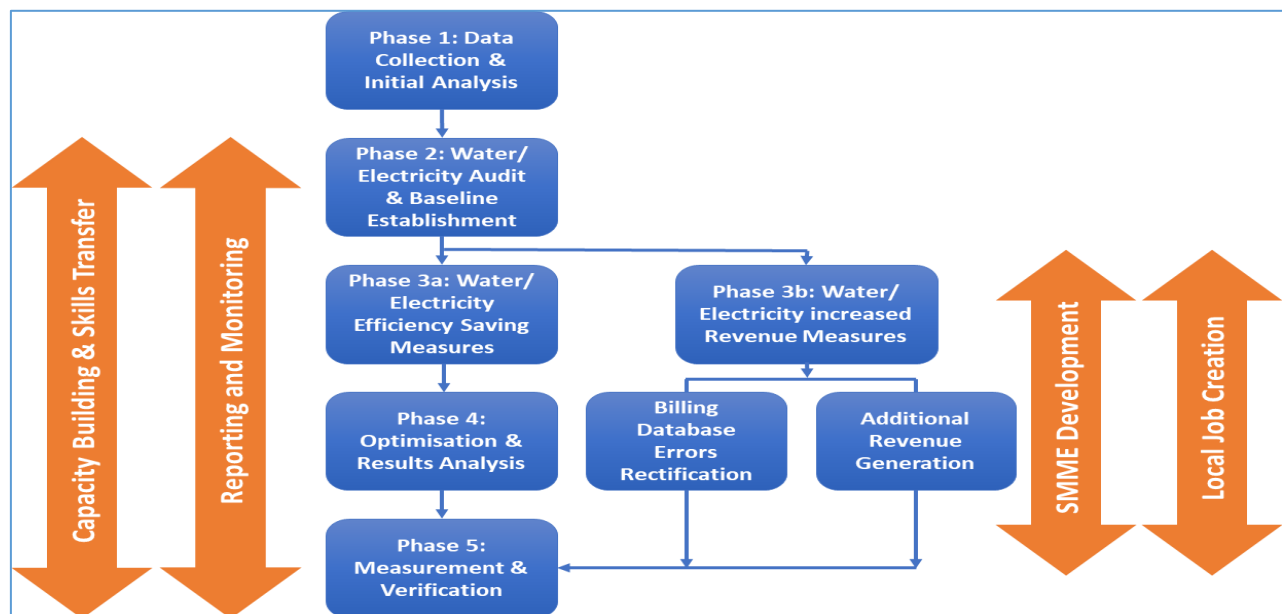 Phase 1: Data
Collection &
Initial Analysis
Phase 2: Water/
Electricity Audit
& Baseline
Establishment
Phase 3a: Water/
Electricity
Efficiency Saving
Measures
Phase 3b: Water/
Electricity increased
Revenue Measures
Phase 4:
Optimisation &
Results Analysis
Billing
Database
Errors
Rectification
Additional
Revenue
Generation
Phase 5:
Measurement &
Verification
Capacity Building & Skills Transfer
Reporting and Monitoring
SMME Development
Local Job Creation